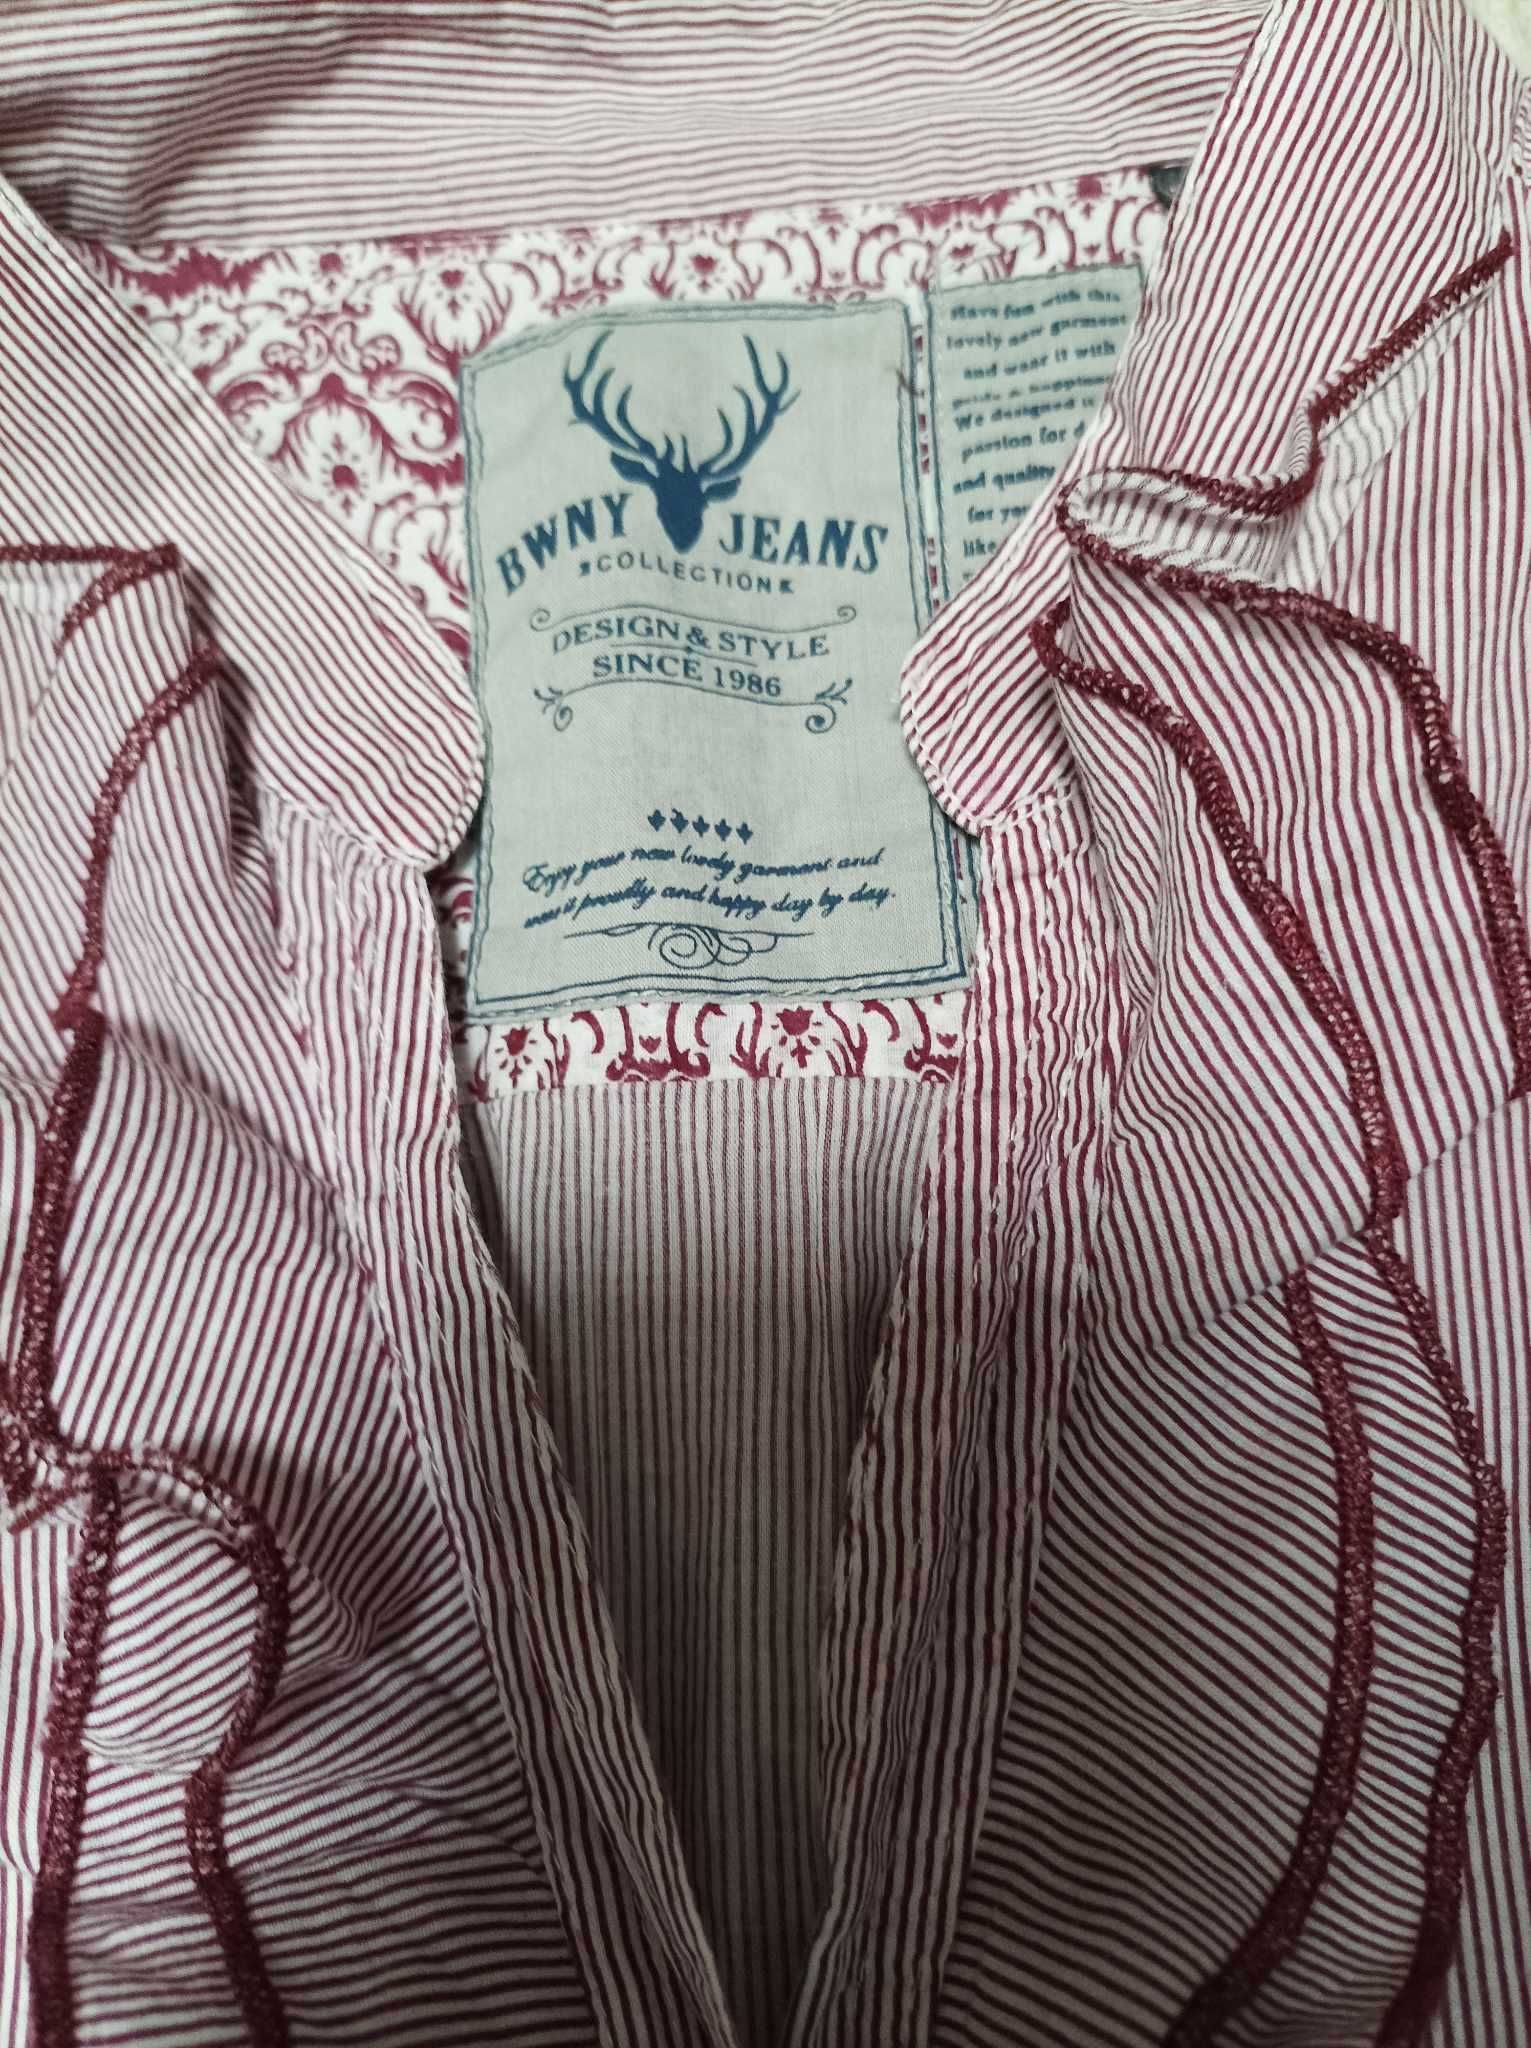 BWNY JEANS
COLLECTION
DESIGN & STYLE
SINCE 1986
Enjoy your new lovely garment and
wear it proudly and happy day by day.
Have fun with this
lovely new garment
and wear it with
We designed
passion for
and quality
for
like